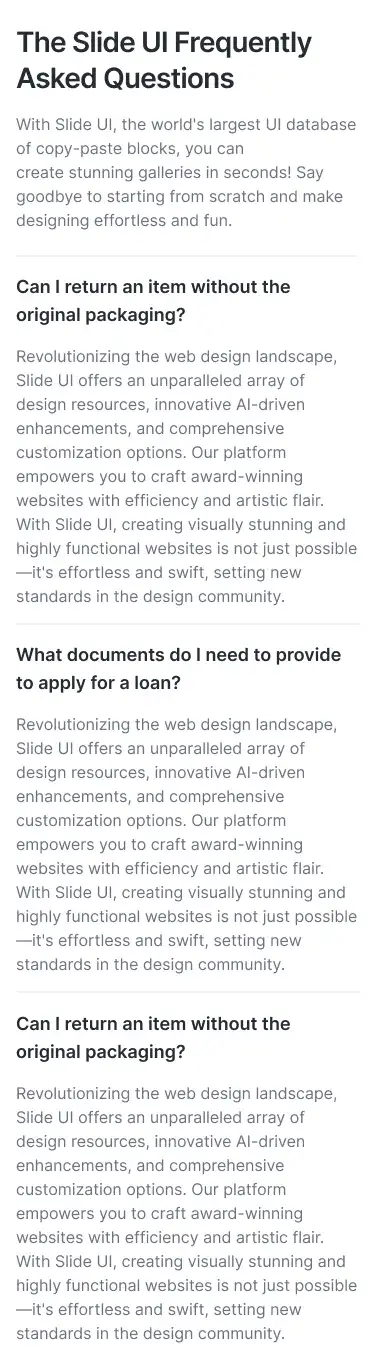 The Slide UI Frequently
Asked Questions
With Slide UI, the world's largest UI database
of copy-paste blocks, you can
create stunning galleries in seconds! Say
goodbye to starting from scratch and make
designing effortless and fun.
Can I return an item without the
original packaging?
Revolutionizing the web design landscape,
Slide UI offers an unparalleled array of
design resources, innovative AI-driven
enhancements, and comprehensive
customization options. Our platform
empowers you to craft award-winning
websites with efficiency and artistic flair.
With Slide UI, creating visually stunning and
highly functional websites is not just possible
—it's effortless and swift, setting new
standards in the design community.
What documents do I need to provide
to apply for a loan?
Revolutionizing the web design landscape,
Slide UI offers an unparalleled array of
design resources, innovative AI-driven
enhancements, and comprehensive
customization options. Our platform
empowers you to craft award-winning
websites with efficiency and artistic flair.
With Slide UI, creating visually stunning and
highly functional websites is not just possible
—it's effortless and swift, setting new
standards in the design community.
Can I return an item without the
original packaging?
Revolutionizing the web design landscape,
Slide UI offers an unparalleled array of
design resources, innovative AI-driven
enhancements, and comprehensive
customization options. Our platform
empowers you to craft award-winning
websites with efficiency and artistic flair.
With Slide UI, creating visually stunning and
highly functional websites is not just possible
—it's effortless and swift, setting new
standards in the design community.